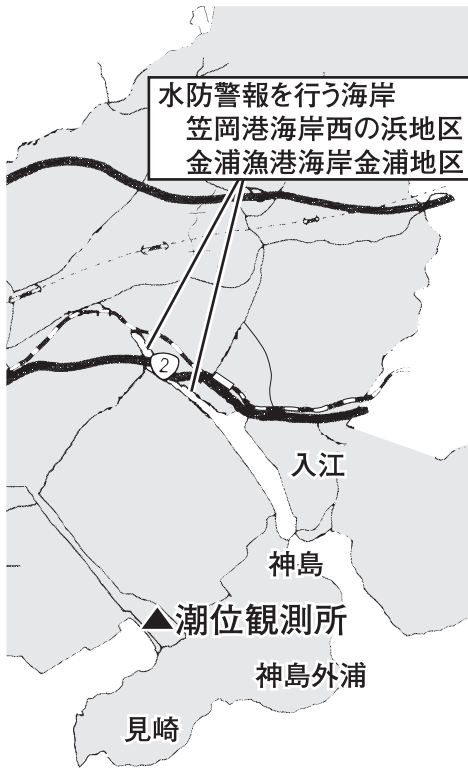 水防警報を行う海岸
笠岡港海岸西の浜地区
金浦漁港海岸金浦地区
2
入江
神島
潮位観測所
神島外浦
見崎